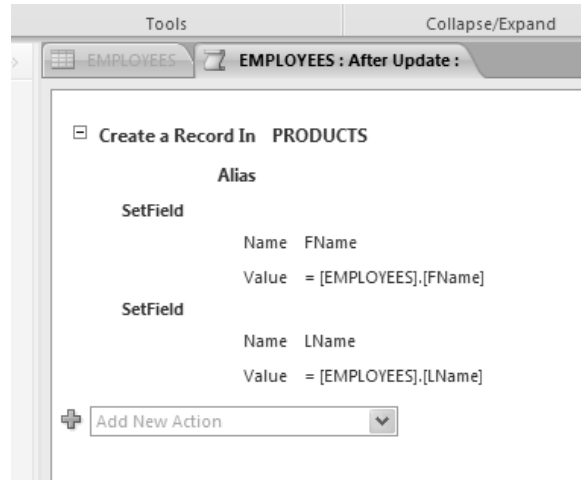 Tools Collapse/Expand
EMPLOYEES EMPLOYEES : After Update :
Create a Record In PRODUCTS
Alias
SetField
Name FName
Value = [EMPLOYEES].[FName]
SetField
Name LName
Value = [EMPLOYEES].[LName]
Add New Action